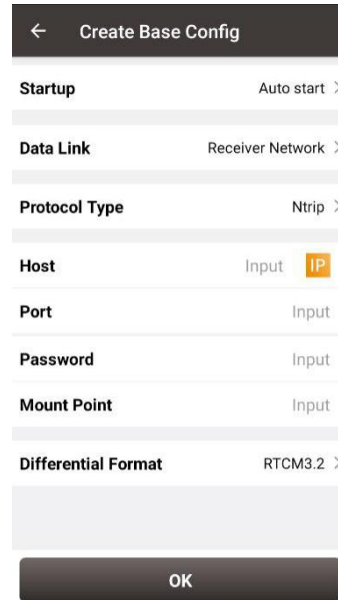 Create Base Config
Startup Auto start
Data Link Receiver Network
Protocol Type Ntrip
Host Input IP
Port Input
Password Input
Mount Point Input
Differential Format RTCM3.2
OK